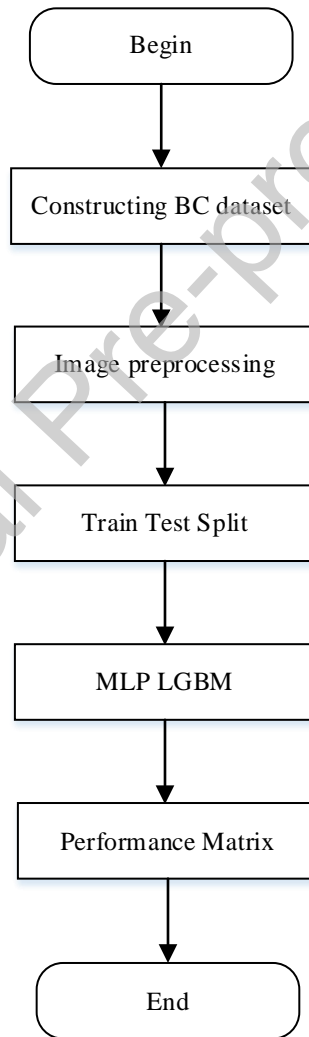 Begin
Constructing BC dataset
Image preprocessing
Train Test Split
MLP LGBM
Performance Matrix
End